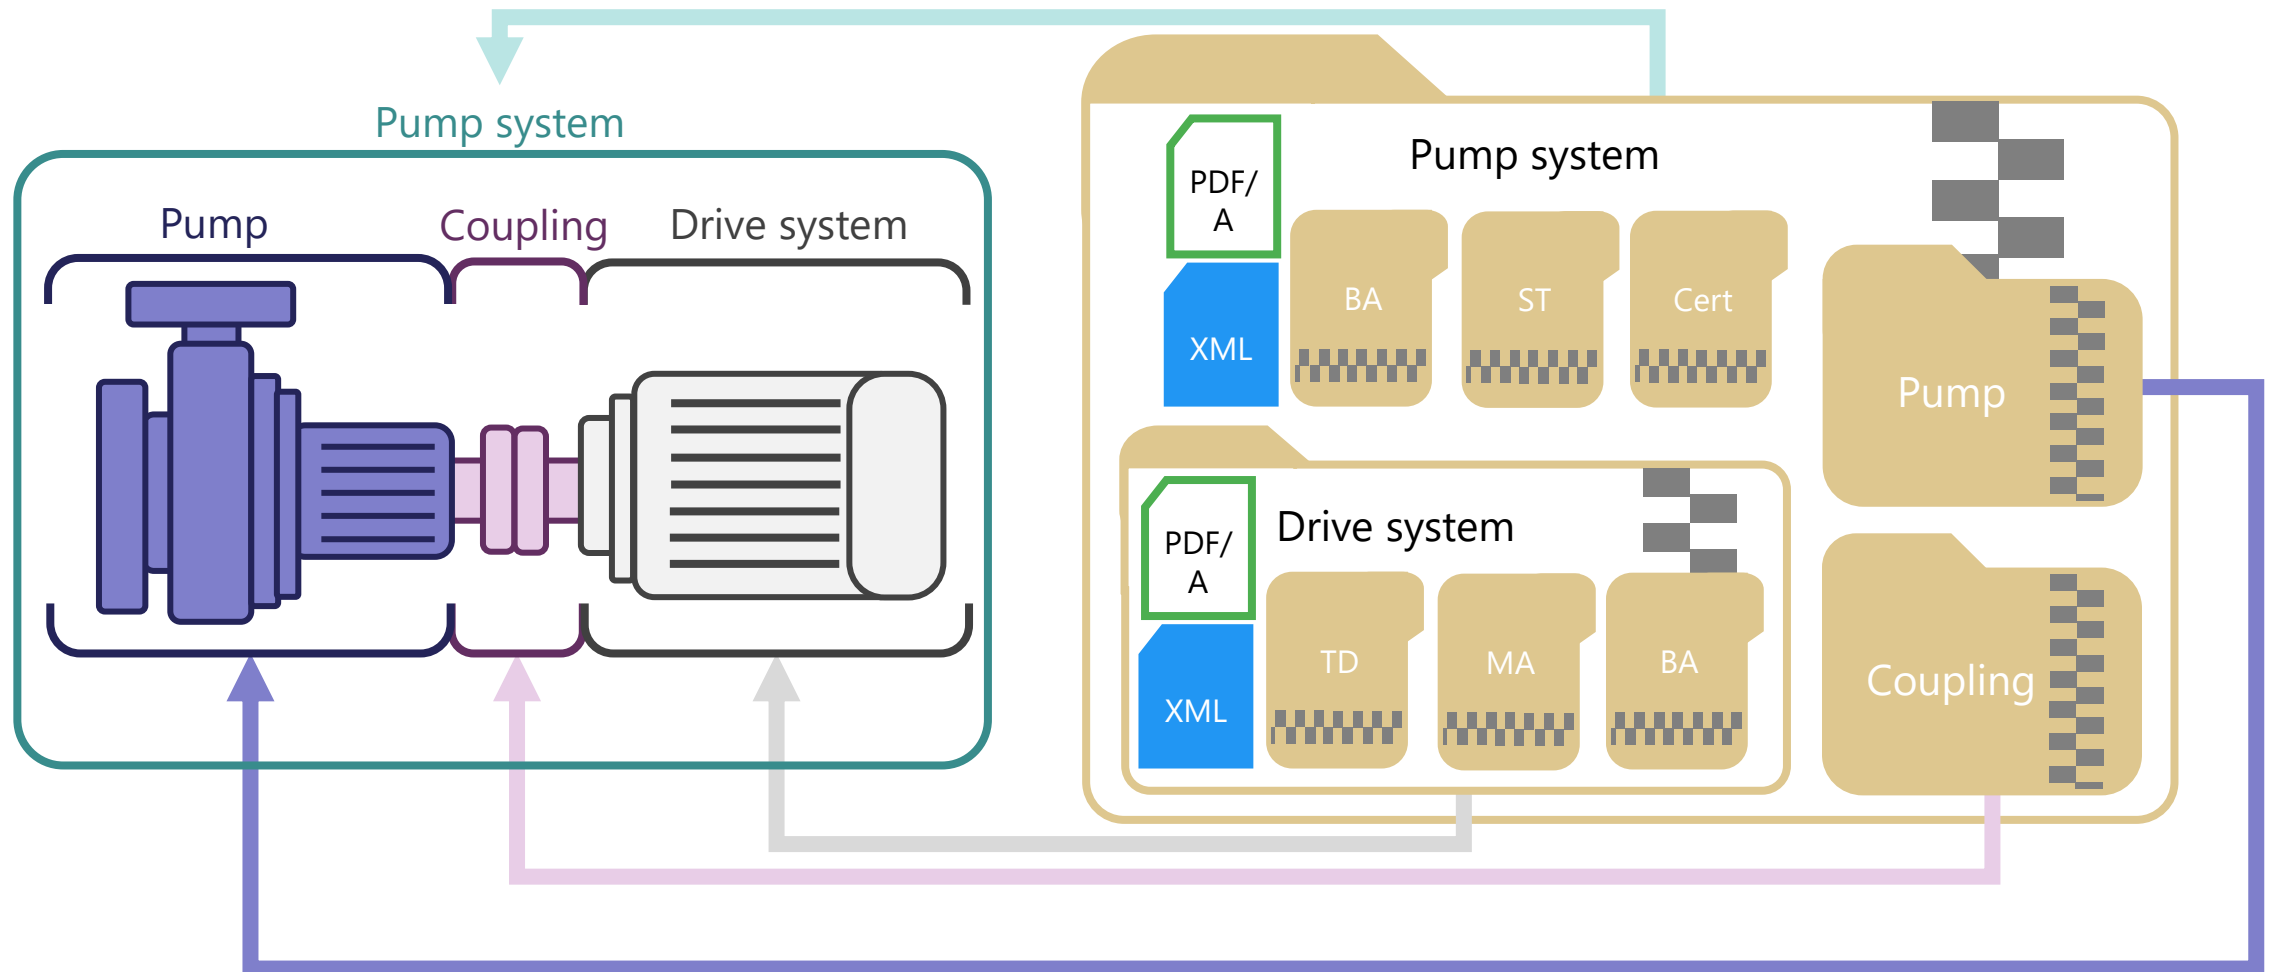 Pump system
Pump
Coupling
Drive system
Pump system
PDF/
A
XML
BA
ST
Cert
Pump
Drive system
PDF/
A
XML
TD
MA
BA
Coupling